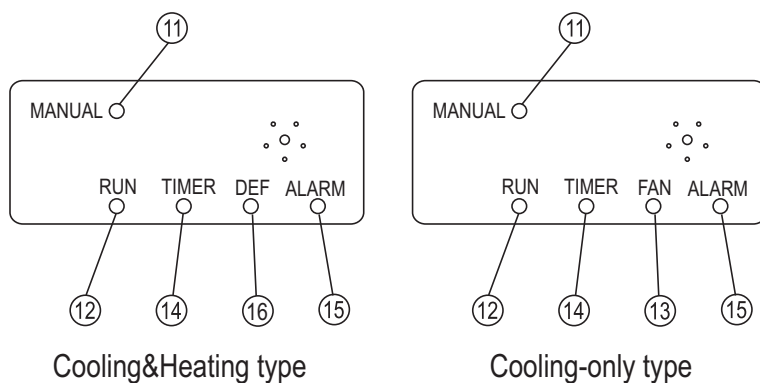 11 11
MANUAL MANUAL
RUN TIMER DEF ALARM RUN TIMER FAN ALARM
12 14 16 15 12 14 13 15
Cooling&Heating type Cooling-only type